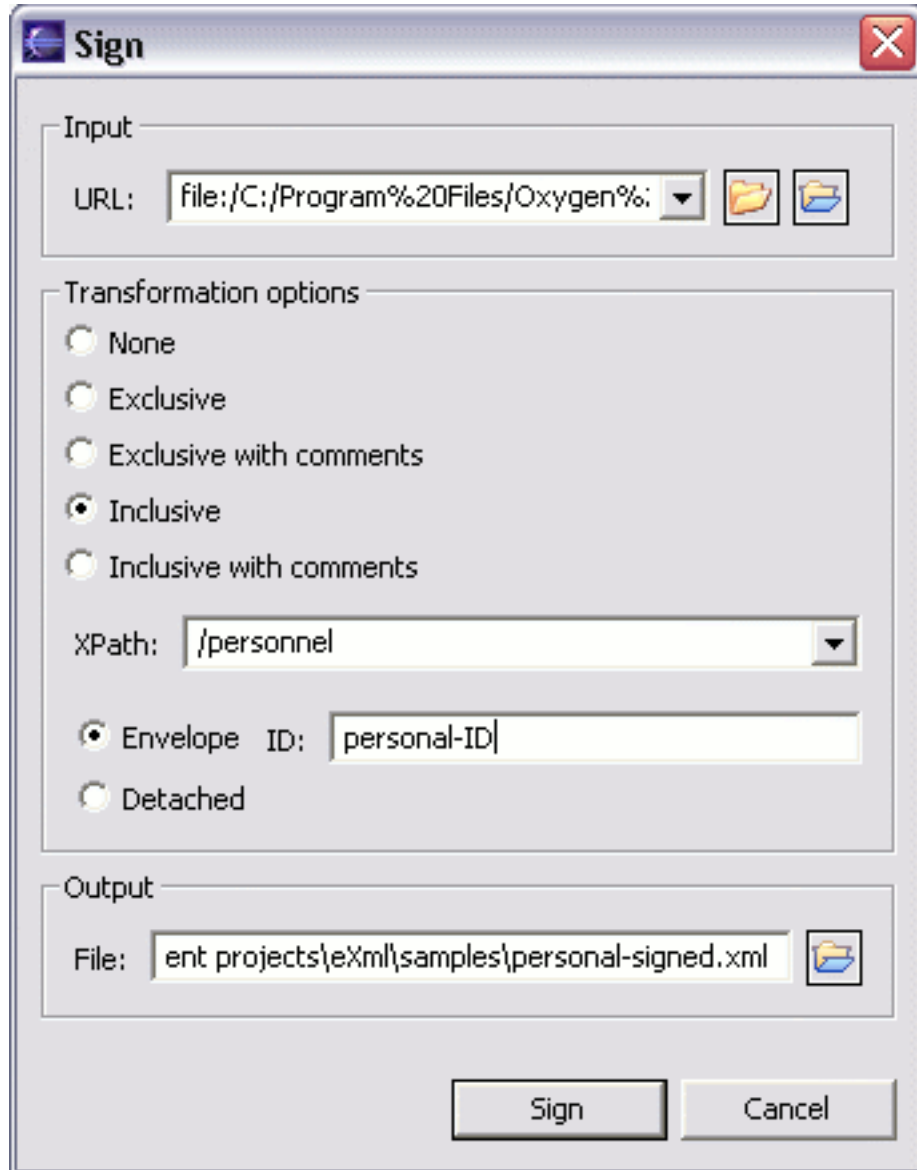 Sign
Input
URL: file:/C:/Program%20Files/Oxygen%
Transformation options
None
Exclusive
Exclusive with comments
Inclusive
Inclusive with comments
XPath: /personnel
Envelope ID: personal-ID
Detached
Output
File: ent projects\eXml\samples\personal-signed.xml
Sign Cancel